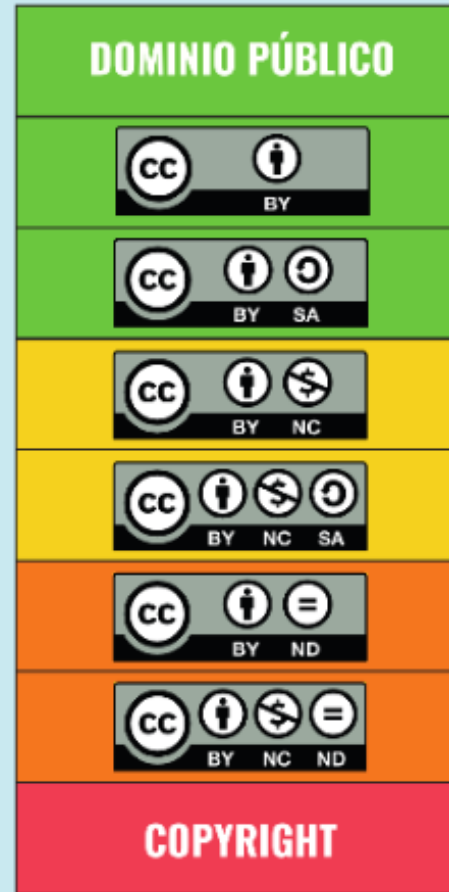 DOMINIO PÚBLICO
cc
BY
cc
BY SA
cc $
BY NC
cc $
BY NC SA
cc =
BY ND
cc $ =
BY NC ND
COPYRIGHT